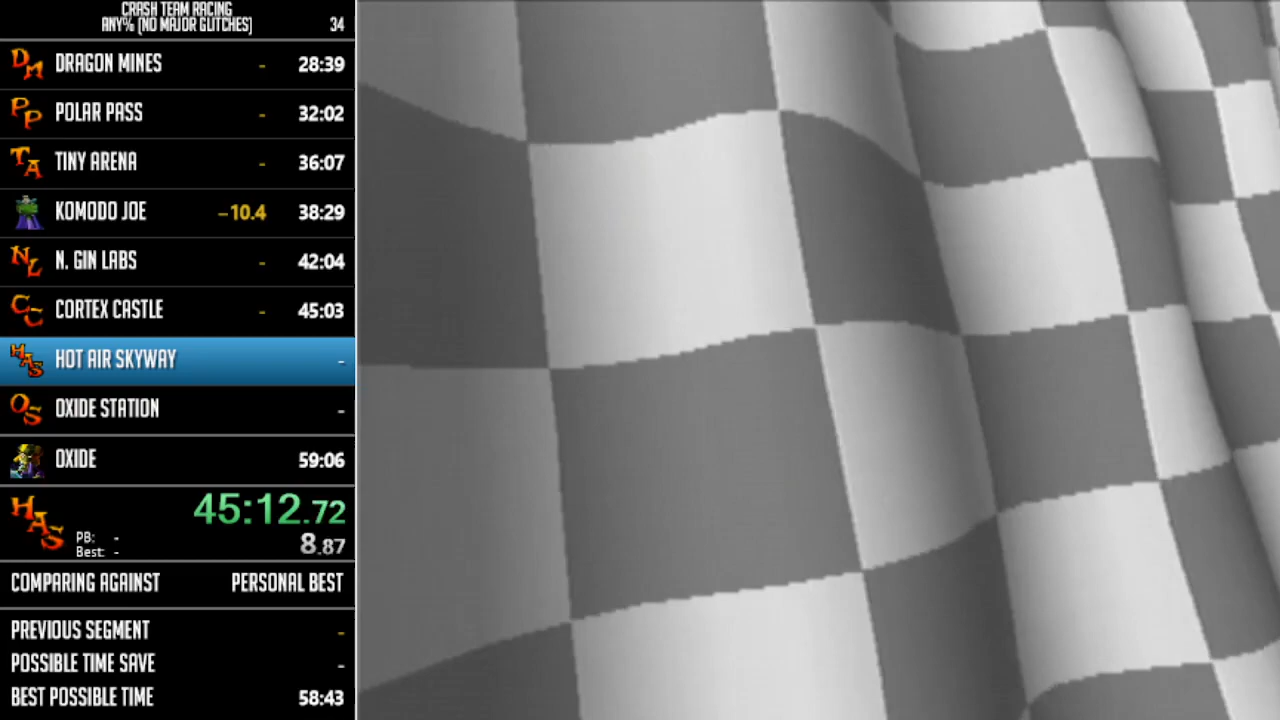 CRASH TEAM RACING
ANY% (NO MAJOR GLITCHES) 34
DM DRAGON MINES - 28:39
PP POLAR PASS - 32:02
TA TINY ARENA - 36:07
KOMODO JOE -10.4 38:29
NL N. GIN LABS - 42:04
CC CORTEX CASTLE - 45:03
HAS HOT AIR SKYWAY -
OS OXIDE STATION -
OXIDE 59:06
HAS 45:12.72
PB: - 8.87
Best: -
COMPARING AGAINST PERSONAL BEST
PREVIOUS SEGMENT -
POSSIBLE TIME SAVE -
BEST POSSIBLE TIME 58:43